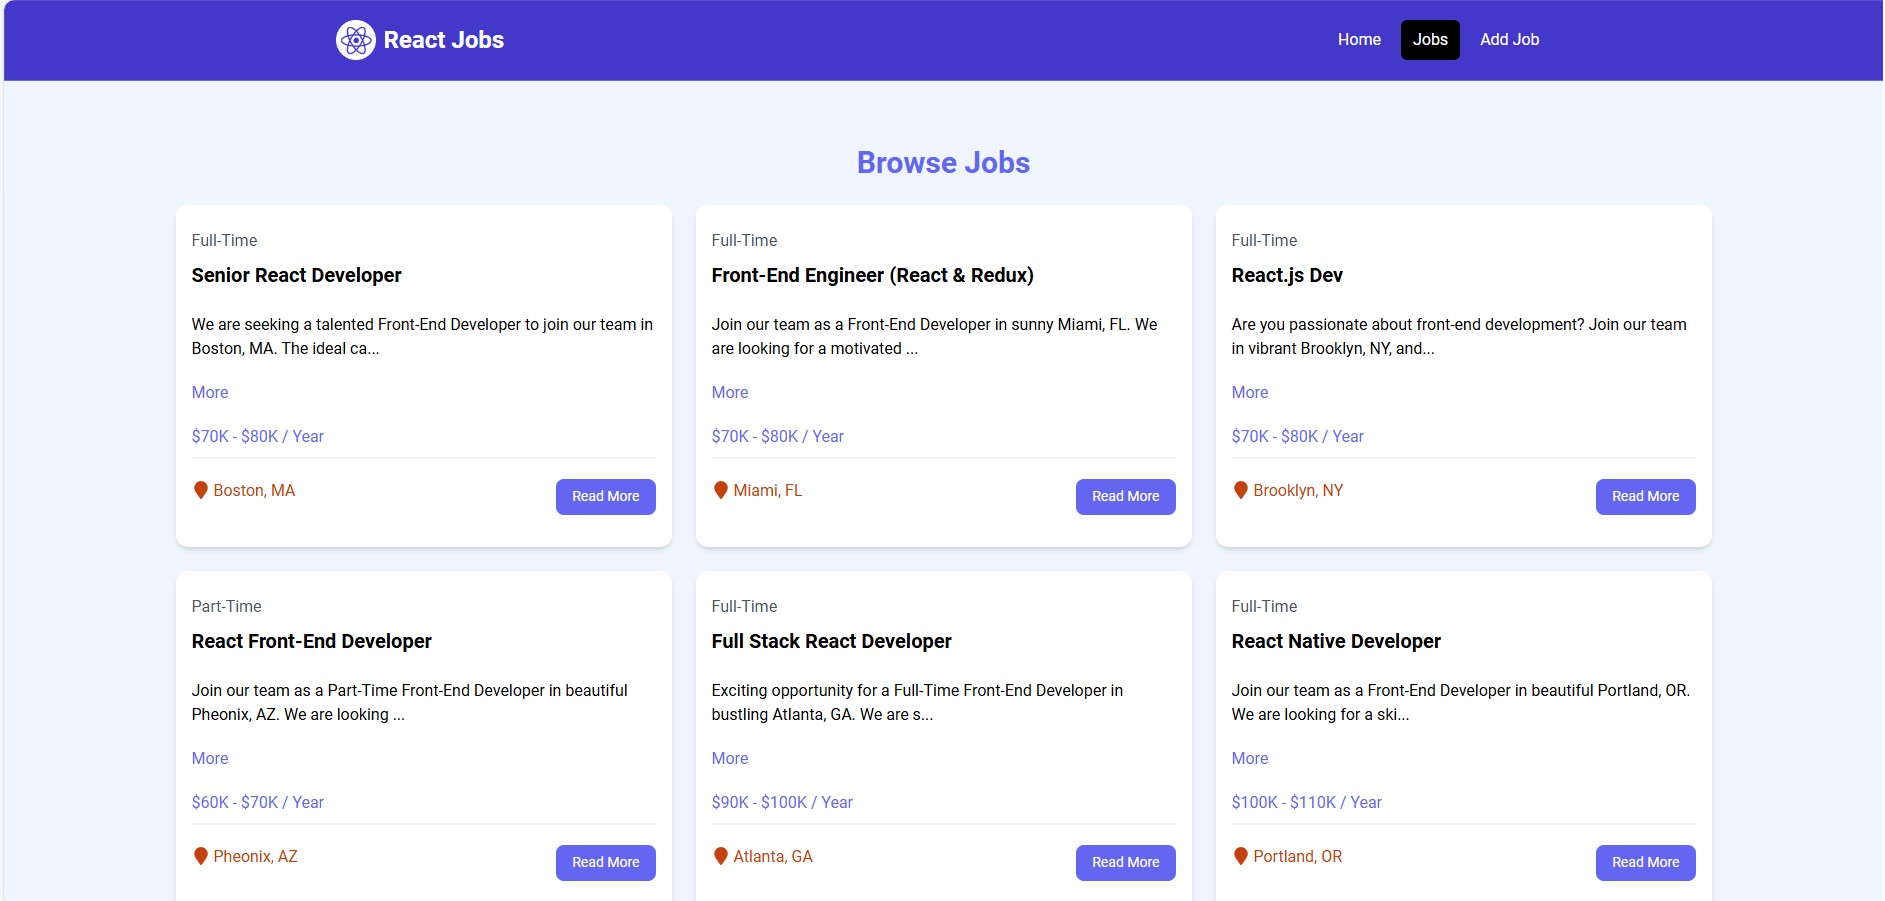 React Jobs
Home
Jobs
Add Job
Browse Jobs
Full-Time
Senior React Developer
We are seeking a talented Front-End Developer to join our team in
Boston, MA. The ideal ca...
More
$70K - $80K / Year
Boston, MA
Read More
Full-Time
Front-End Engineer (React & Redux)
Join our team as a Front-End Developer in sunny Miami, FL. We
are looking for a motivated ...
More
$70K - $80K / Year
Miami, FL
Read More
Full-Time
React.js Dev
Are you passionate about front-end development? Join our team
in vibrant Brooklyn, NY, and...
More
$70K - $80K / Year
Brooklyn, NY
Read More
Part-Time
React Front-End Developer
Join our team as a Part-Time Front-End Developer in beautiful
Pheonix, AZ. We are looking ...
More
$60K - $70K / Year
Pheonix, AZ
Read More
Full-Time
Full Stack React Developer
Exciting opportunity for a Full-Time Front-End Developer in
bustling Atlanta, GA. We are s...
More
$90K - $100K / Year
Atlanta, GA
Read More
Full-Time
React Native Developer
Join our team as a Front-End Developer in beautiful Portland, OR.
We are looking for a ski...
More
$100K - $110K / Year
Portland, OR
Read More